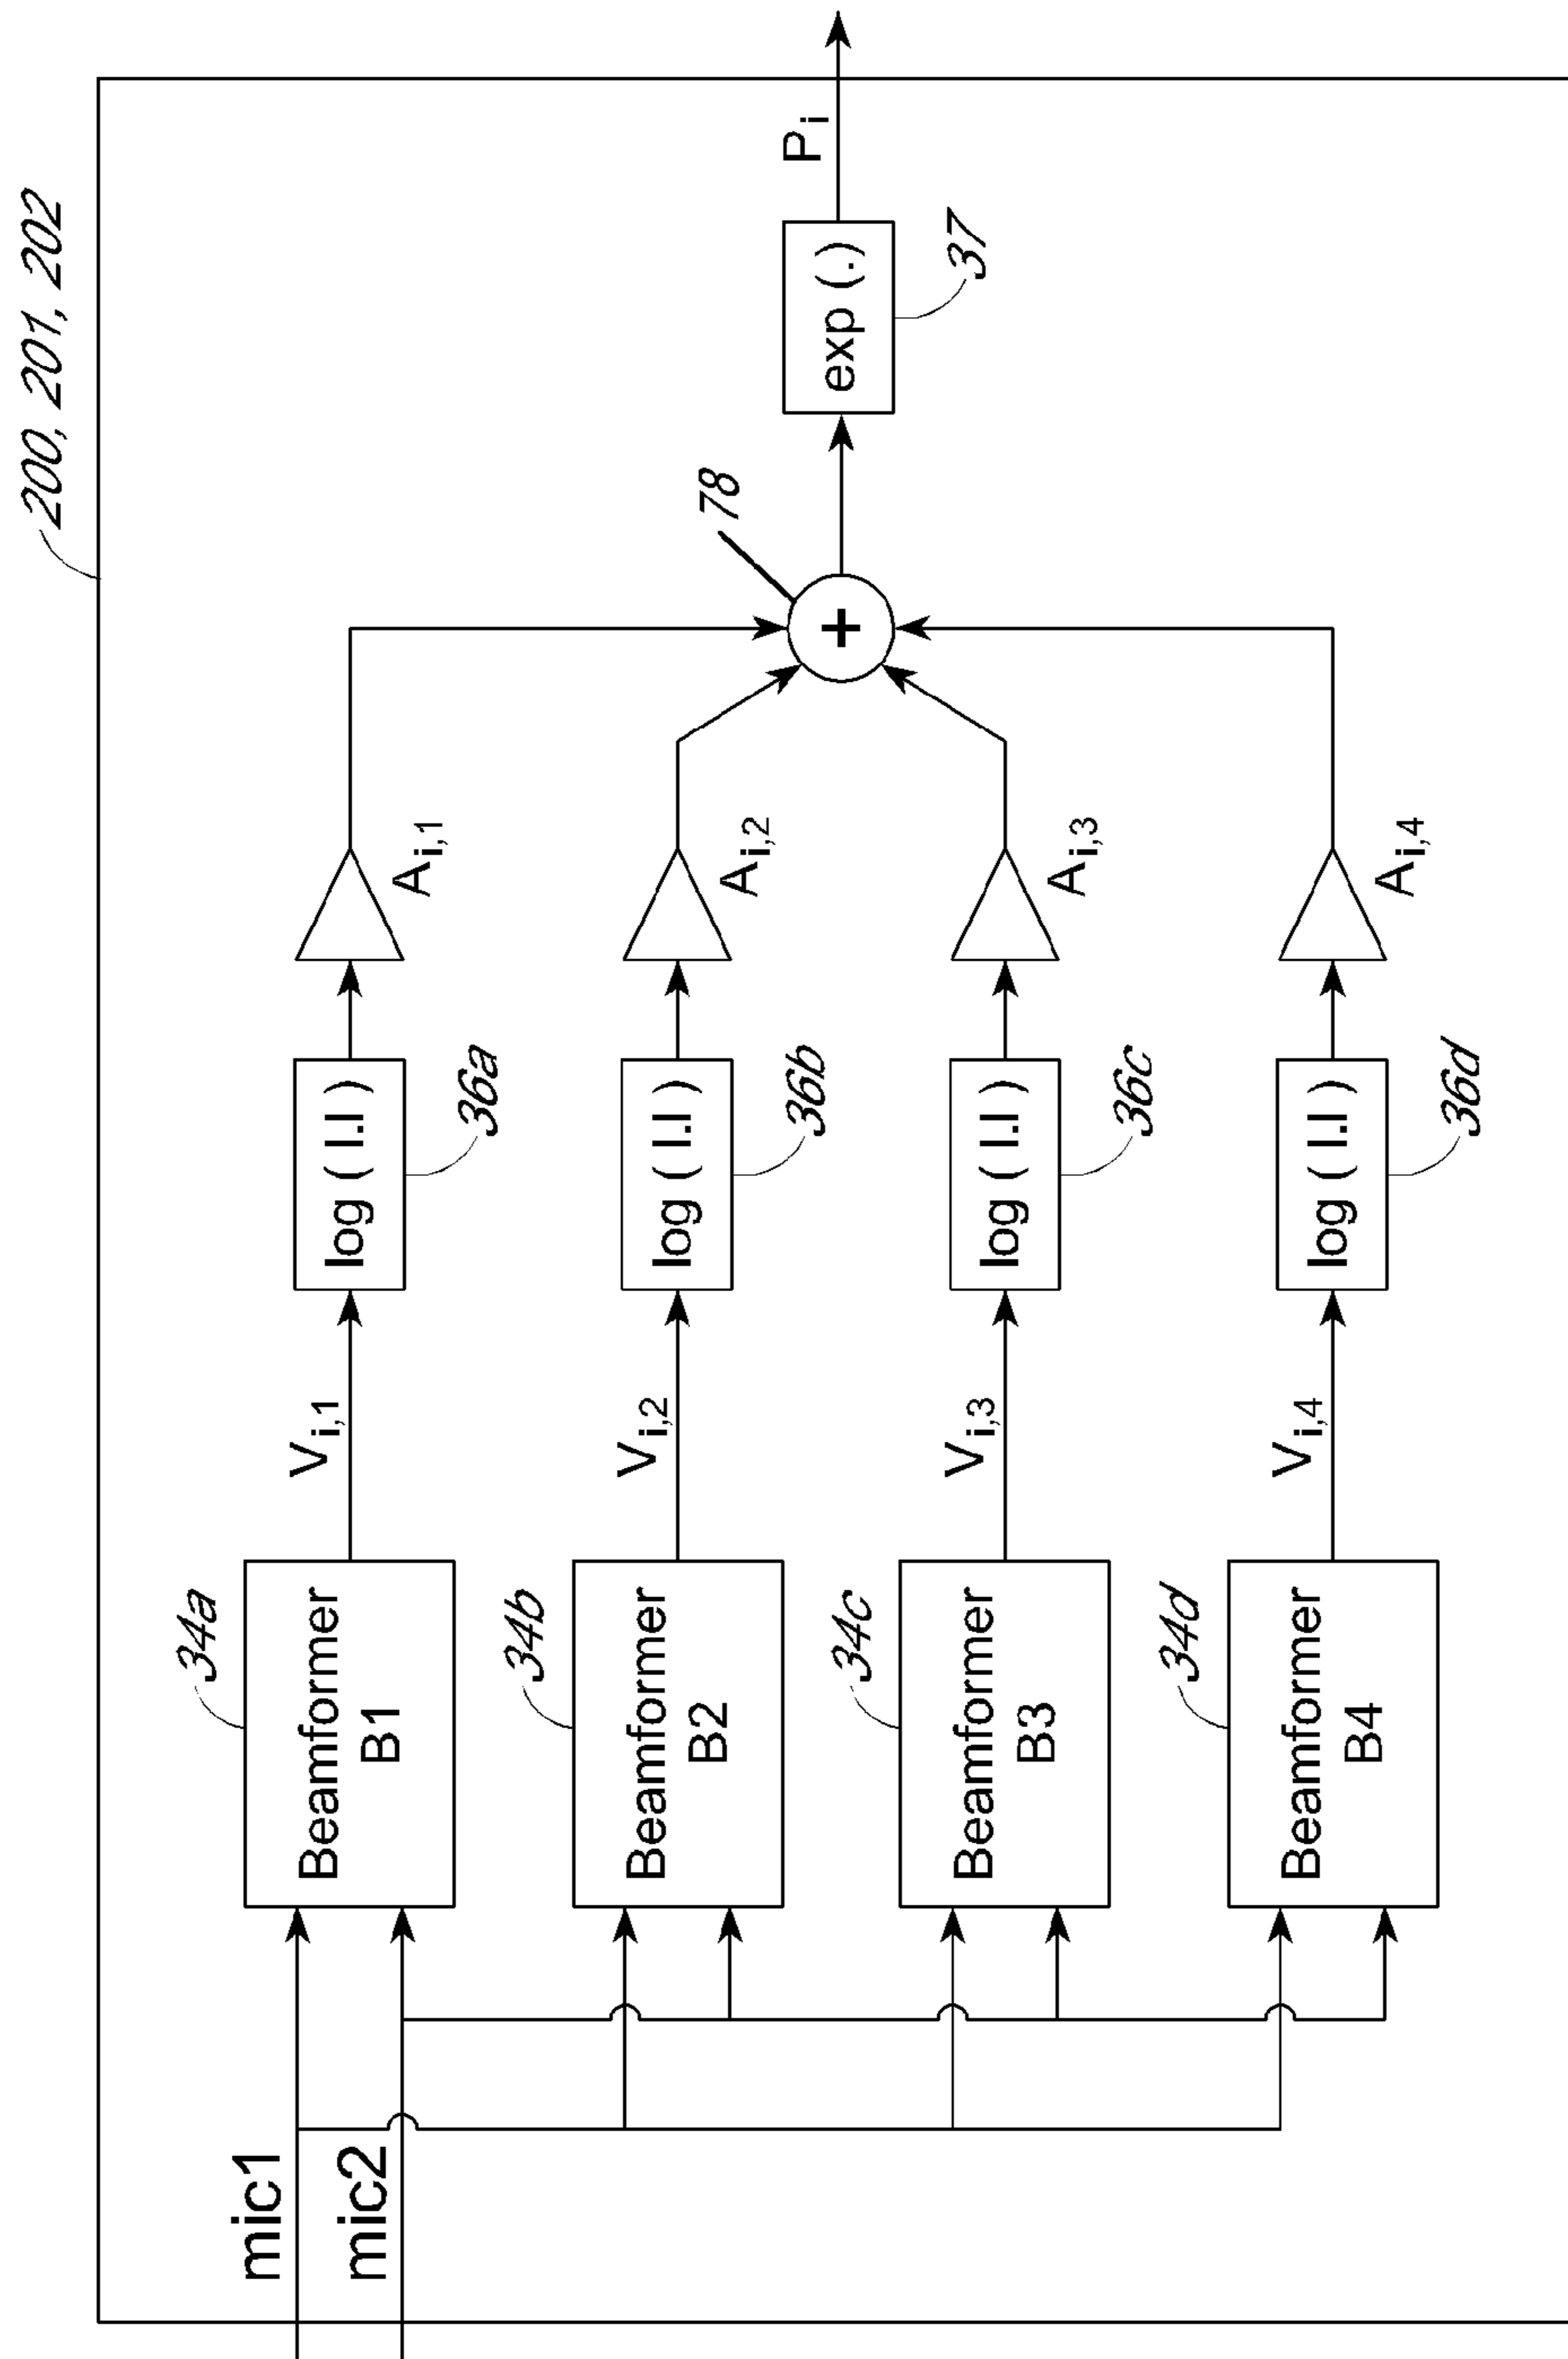 200, 201, 202
mic1
mic2
34a
Beamformer
B1
Vi,1
log ( l.l )
36a
Ai,1
34b
Beamformer
B2
Vi,2
log ( l.l )
36b
Ai,2
34c
Beamformer
B3
Vi,3
log ( l.l )
36c
Ai,3
34d
Beamformer
B4
Vi,4
log ( l.l )
36d
Ai,4
78
+
exp (.)
37
Pi